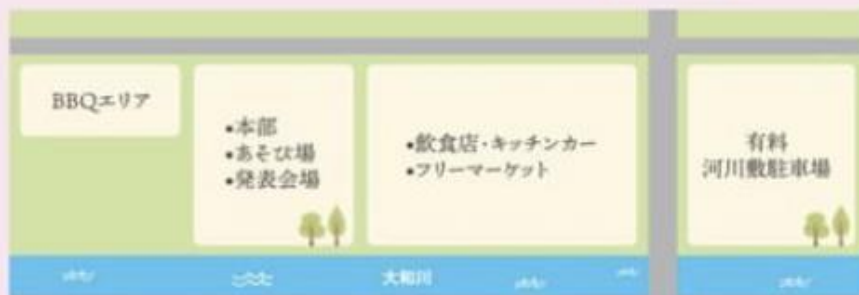 BBQエリア
•本部
•あそび場
•発表会場
•飲食店・キッチンカー
•フリーマーケット
有料
河川敷駐車場
大和川